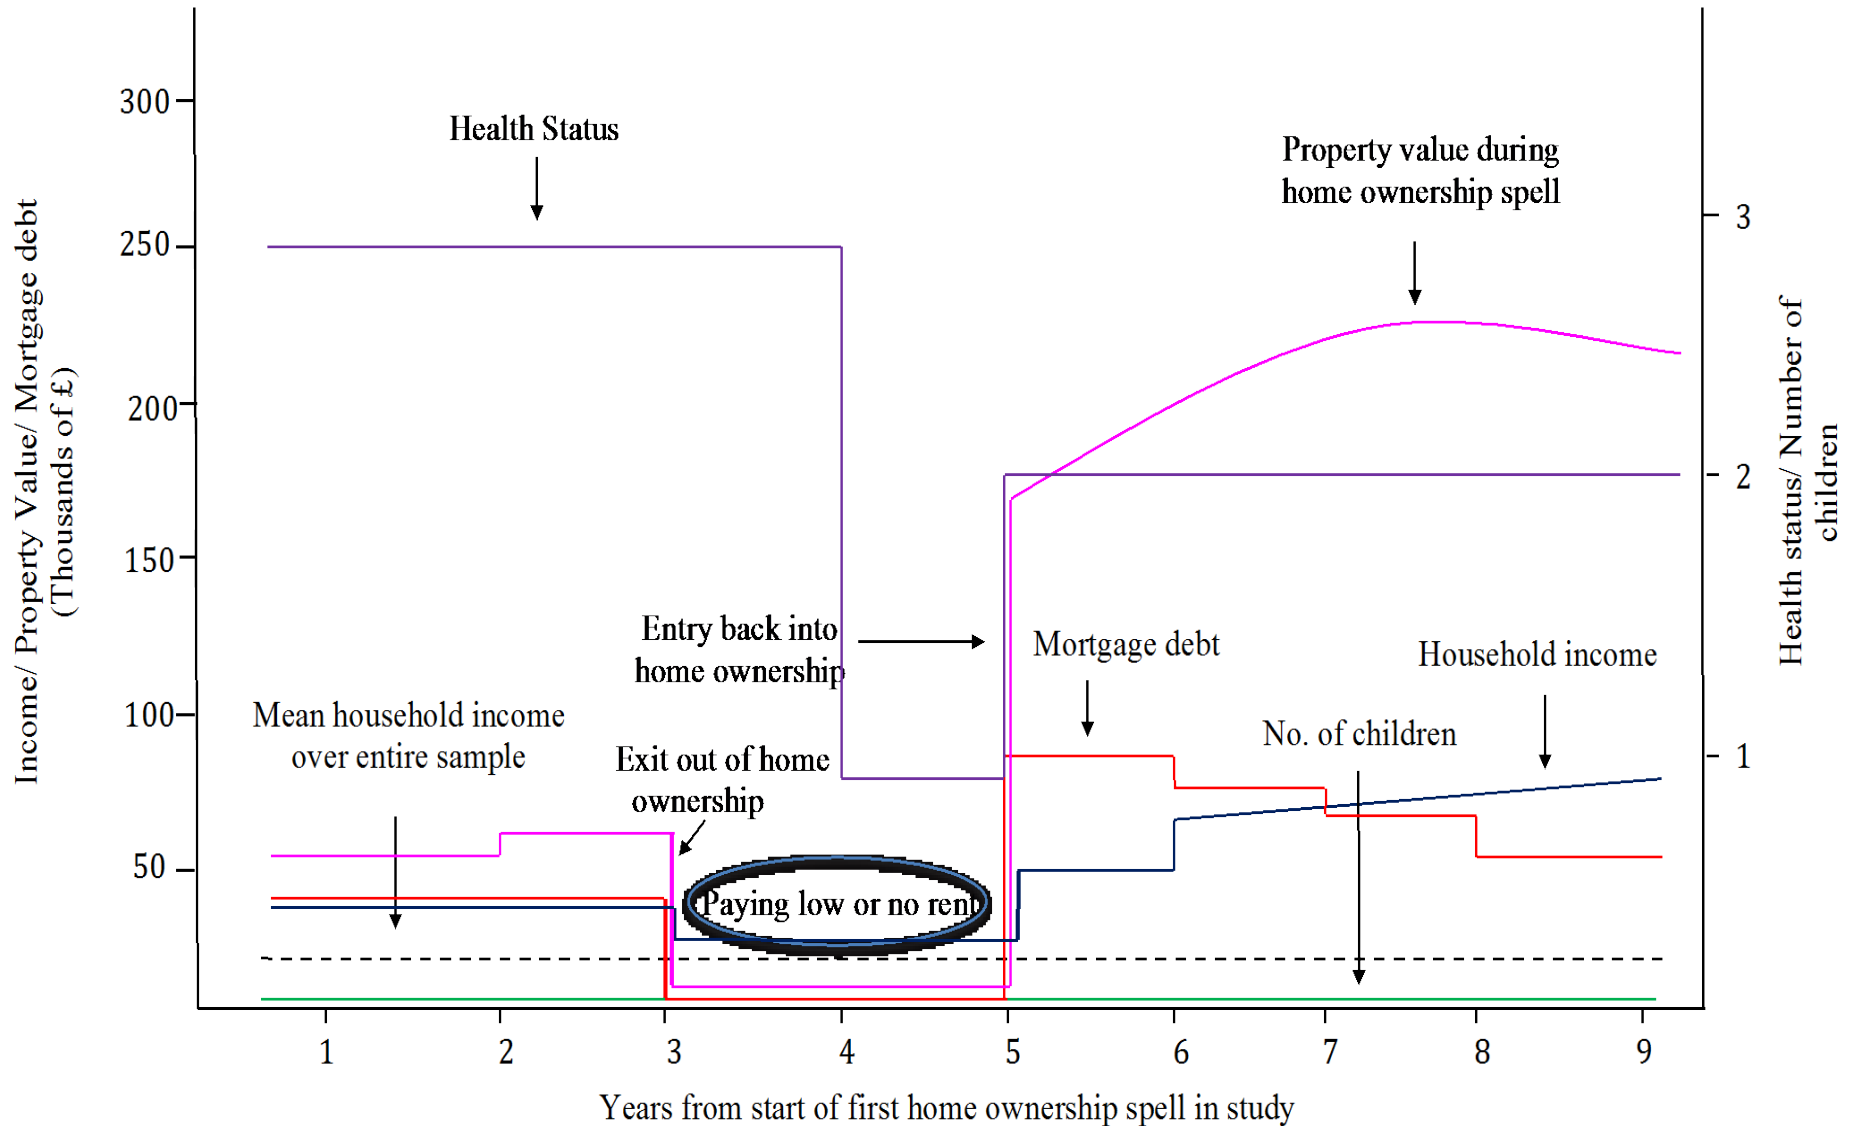 300
Health Status
Property value during
home ownership spell
3
250
Income/ Property Value/ Mortgage debt
(Thousands of £)
200
2
Health status/ Number of
children
150
Entry back into
home ownership
Mortgage debt
Household income
100
Mean household income
over entire sample
No. of children
1
Exit out of home
ownership
50
Paying low or no rent
1
2
3
4
5
6
7
8
9
Years from start of first home ownership spell in study